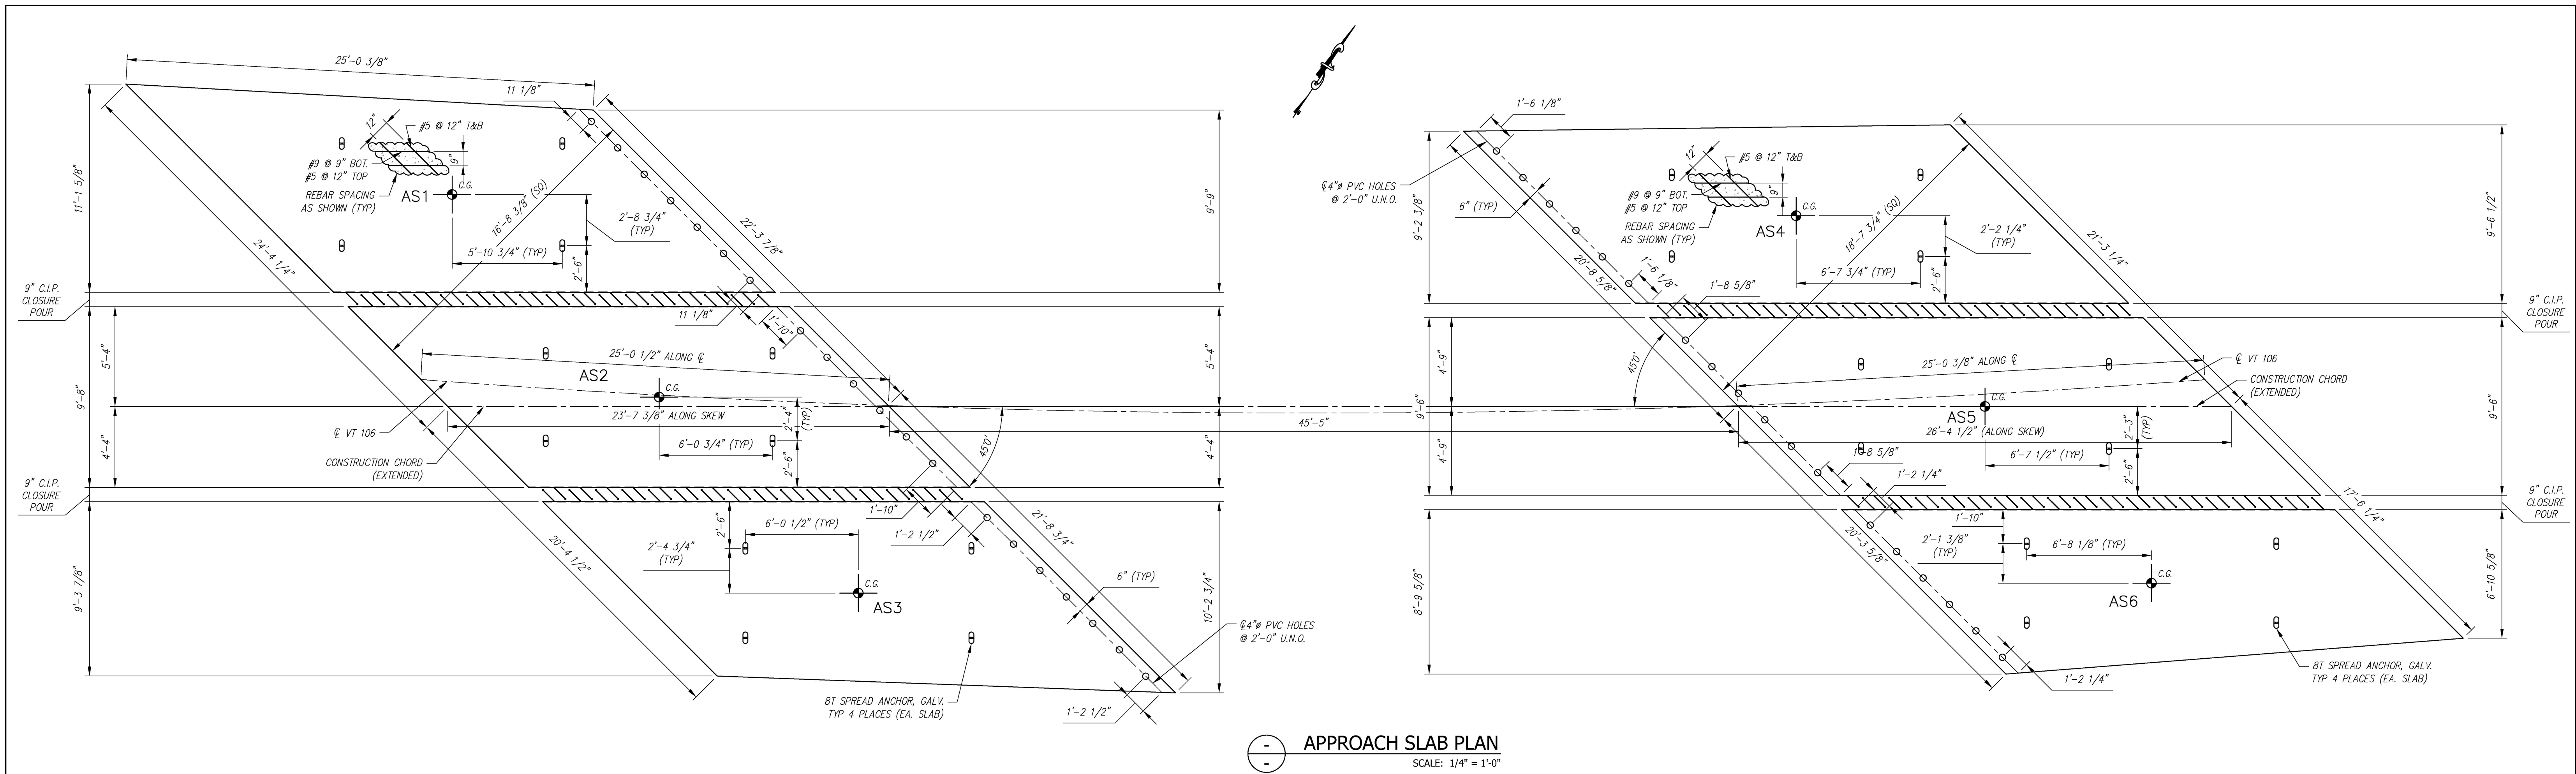 25'-0 3/8"
11 1/8"
12"
#5 @ 12" T&B
#9 @ 9" BOT.
#5 @ 12" TOP
9"
REBAR SPACING
AS SHOWN (TYP)
C.G.
AS1
16'-8 3/8" (SQ)
2'-8 3/4"
(TYP)
5'-10 3/4" (TYP)
2'-6"
11'-1 5/8"
24'-4 1/4"
22'-3 7/8"
9'-9"
9" C.I.P.
CLOSURE
POUR
11 1/8"
1'-10"
5'-4"
9'-8"
4'-4"
25'-0 1/2" ALONG ℄
AS2
C.G.
23'-7 3/8" ALONG SKEW
2'-4"
(TYP)
6'-0 3/4" (TYP)
2'-6"
℄ VT 106
CONSTRUCTION CHORD
(EXTENDED)
45°0'
5'-4"
4'-4"
45'-5"
9" C.I.P.
CLOSURE
POUR
1'-10"
1'-2 1/2"
2'-6"
6'-0 1/2" (TYP)
2'-4 3/4"
(TYP)
C.G.
AS3
20'-4 1/2"
21'-8 3/4"
9'-3 7/8"
10'-2 3/4"
6" (TYP)
℄4"ø PVC HOLES
@ 2'-0" U.N.O.
8T SPREAD ANCHOR, GALV.
TYP 4 PLACES (EA. SLAB)
1'-2 1/2"
1'-6 1/8"
℄4"ø PVC HOLES
@ 2'-0" U.N.O.
9'-2 3/8"
6" (TYP)
12"
#5 @ 12" T&B
#9 @ 9" BOT.
#5 @ 12" TOP
9"
REBAR SPACING
AS SHOWN (TYP)
C.G.
AS4
18'-7 3/4" (SQ)
2'-2 1/4"
(TYP)
6'-7 3/4" (TYP)
2'-6"
21'-3 1/4"
9'-6 1/2"
20'-8 5/8"
1'-6 1/8"
1'-8 5/8"
9" C.I.P.
CLOSURE
POUR
45°0'
4'-9"
9'-6"
4'-9"
25'-0 3/8" ALONG ℄
℄ VT 106
CONSTRUCTION CHORD
(EXTENDED)
C.G.
AS5
26'-4 1/2" (ALONG SKEW)
2'-3"
(TYP)
6'-7 1/2" (TYP)
2'-6"
9'-6"
1'-8 5/8"
1'-2 1/4"
9" C.I.P.
CLOSURE
POUR
17'-6 1/4"
1'-10"
2'-1 3/8"
(TYP)
6'-8 1/8" (TYP)
C.G.
AS6
20'-3 5/8"
8'-9 5/8"
6'-10 5/8"
8T SPREAD ANCHOR, GALV.
TYP 4 PLACES (EA. SLAB)
1'-2 1/4"
-
-
APPROACH SLAB PLAN
SCALE: 1/4" = 1'-0"